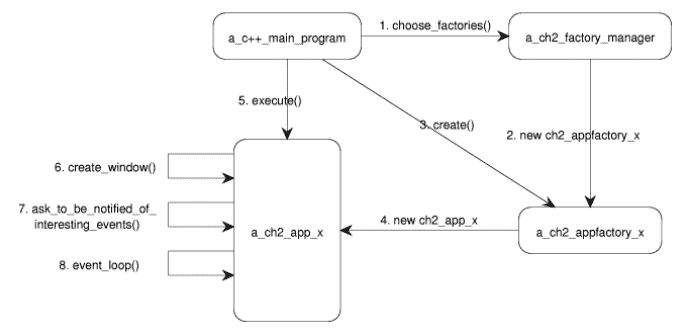 1. choose_factories()
a_c++_main_program
a_ch2_factory_manager
5. execute()
3. create()
2. new ch2_appfactory_x
6. create_window()
7. ask_to_be_notified_of_
interesting_events()
8. event_loop()
a_ch2_app_x
4. new ch2_app_x
a_ch2_appfactory_x